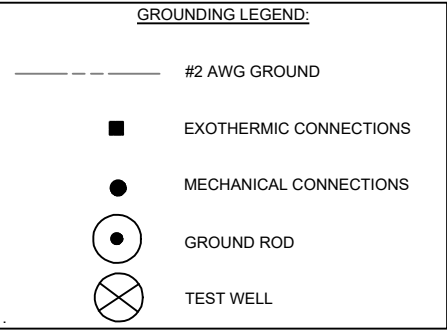 GROUNDING LEGEND:
#2 AWG GROUND
EXOTHERMIC CONNECTIONS
MECHANICAL CONNECTIONS
GROUND ROD
TEST WELL
.